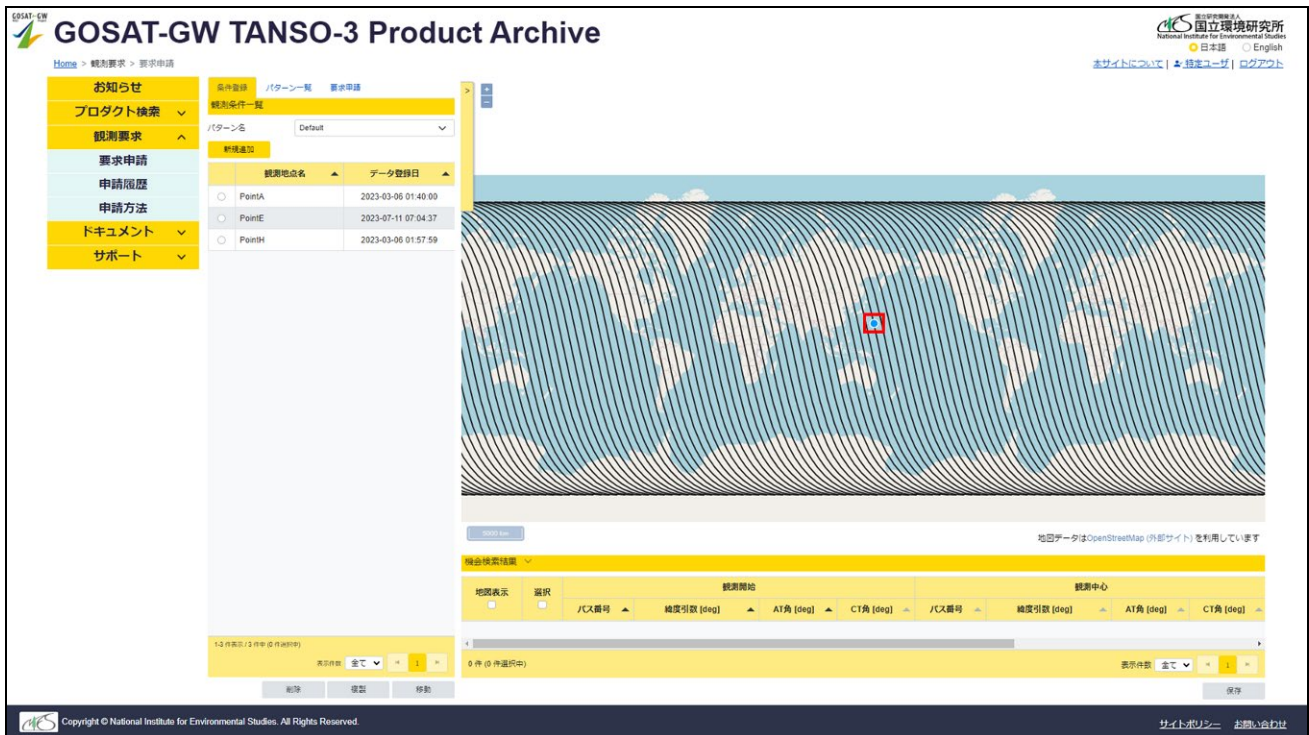 GOSAT-GW
GOSAT-GW TANSO-3 Product Archive
国立研究開発法人
国立環境研究所
National Institute for Environmental Studies
日本語 English
Home > 観測要求 > 要求申請
本サイトについて | 特定ユーザ | ログアウト
お知らせ
プロダクト検索
観測要求
要求申請
申請履歴
申請方法
ドキュメント
サポート
条件登録 パターン一覧 要求申請
観測条件一覧
パターン名 Default
新規追加
観測地点名 ▲ データ登録日 ▲
PointA 2023-03-06 01:40:00
PointE 2023-07-11 07:04:37
PointH 2023-03-06 01:57:59
1-3 件表示 / 3 件中 (0 件選択中)
表示件数 全て « 1 »
削除 複製 移動
> + −
5000 km
地図データはOpenStreetMap (外部サイト) を利用しています
機会検索結果
地図表示 選択 観測開始 観測中心
パス番号 ▲ 緯度引数 [deg] ▲ AT角 [deg] ▲ CT角 [deg] ▲ パス番号 ▲ 緯度引数 [deg] ▲ AT角 [deg] ▲ CT角 [deg] ▲
0 件 (0 件選択中)
表示件数 全て « 1 »
保存
NIES Copyright © National Institute for Environmental Studies. All Rights Reserved.
サイトポリシー お問い合わせ